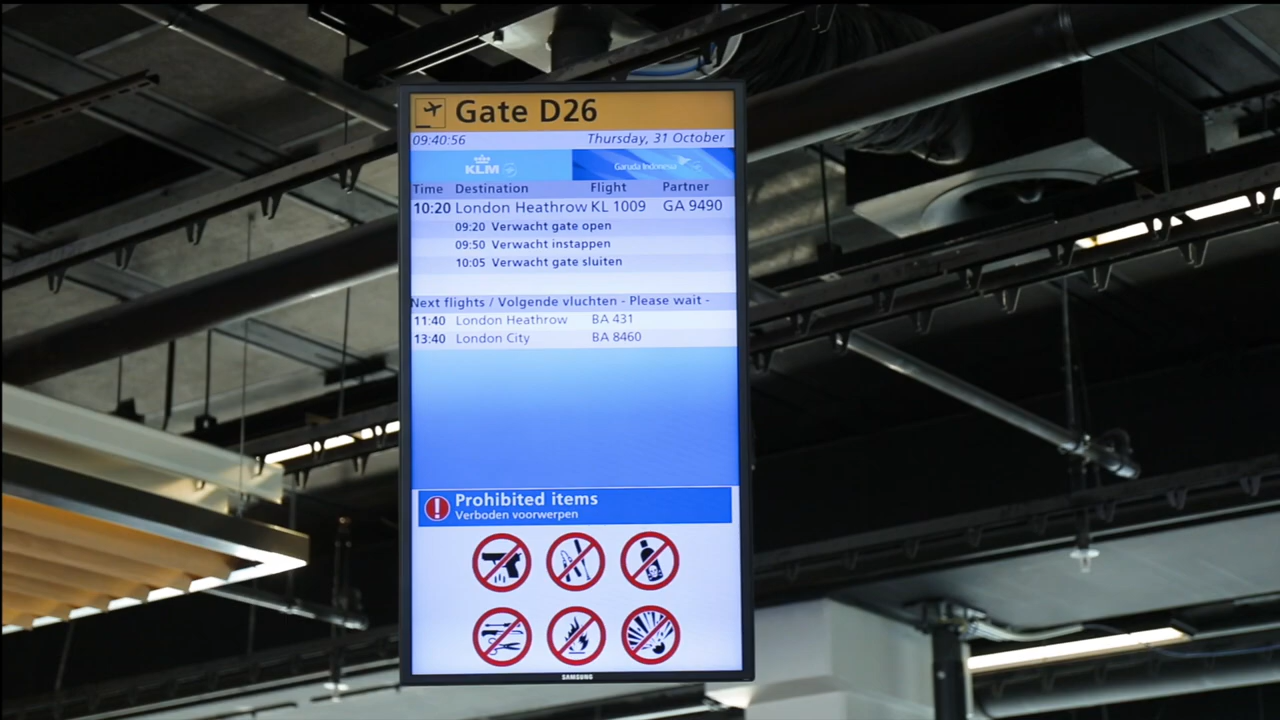 Gate D26
09:40:56 Thursday, 31 October
KLM Garuda Indonesia
Time Destination Flight Partner
10:20 London Heathrow KL 1009 GA 9490
09:20 Verwacht gate open
09:50 Verwacht instappen
10:05 Verwacht gate sluiten
Next flights / Volgende vluchten - Please wait -
11:40 London Heathrow BA 431
13:40 London City BA 8460
Prohibited items
Verboden voorwerpen
SAMSUNG